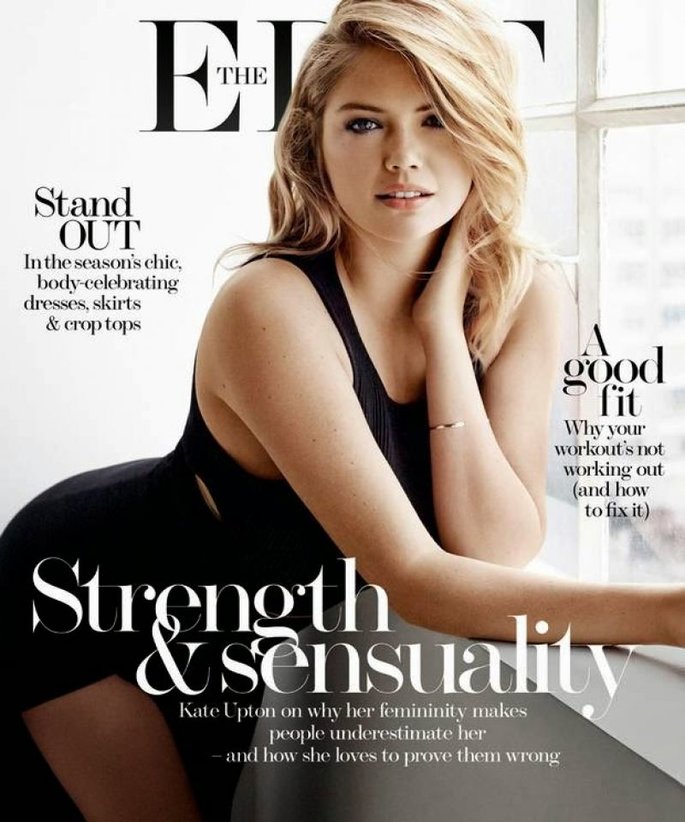 THE EDIT
Stand
OUT
In the season's chic,
body-celebrating
dresses, skirts
& crop tops
A
good
fit
Why your
workout's not
working out
(and how
to fix it)
Strength
& sensuality
Kate Upton on why her femininity makes
people underestimate her
– and how she loves to prove them wrong